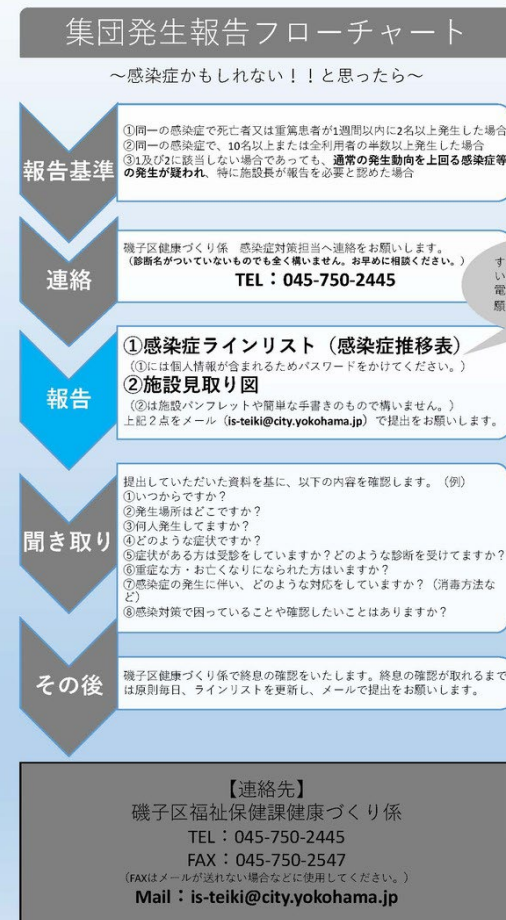 集団発生報告フローチャート
～感染症かもしれない！！と思ったら～
報告基準
①同一の感染症で死亡者又は重篤患者が1週間以内に2名以上発生した場合
②同一の感染症で、10名以上または全利用者の半数以上発生した場合
③1及び2に該当しない場合であっても、通常の発生動向を上回る感染症等
の発生が疑われ、特に施設長が報告を必要と認めた場合
連絡
磯子区健康づくり係　感染症対策担当へ連絡をお願いします。
（診断名がついていないものでも全く構いません。お早めに相談ください。）
TEL：045-750-2445
す
い
電
願
報告
①感染症ラインリスト（感染症推移表）
（①には個人情報が含まれるためパスワードをかけてください。）
②施設見取り図
（②は施設パンフレットや簡単な手書きのもので構いません。）
上記２点をメール（is-teiki@city.yokohama.jp）で提出をお願いします。
聞き取り
提出していただいた資料を基に、以下の内容を確認します。（例）
①いつからですか？
②発生場所はどこですか？
③何人発生してますか？
④どのような症状ですか？
⑤症状がある方は受診をしていますか？どのような診断を受けてますか？
⑥重症な方・お亡くなりになられた方はいますか？
⑦感染症の発生に伴い、どのような対応をしていますか？（消毒方法な
ど）
⑧感染対策で困っていることや確認したいことはありますか？
その後
磯子区健康づくり係で終息の確認をいたします。終息の確認が取れるまで
は原則毎日、ラインリストを更新し、メールで提出をお願いします。
【連絡先】
磯子区福祉保健課健康づくり係
TEL：045-750-2445
FAX：045-750-2547
（FAXはメールが送れない場合などに使用してください。）
Mail：is-teiki@city.yokohama.jp